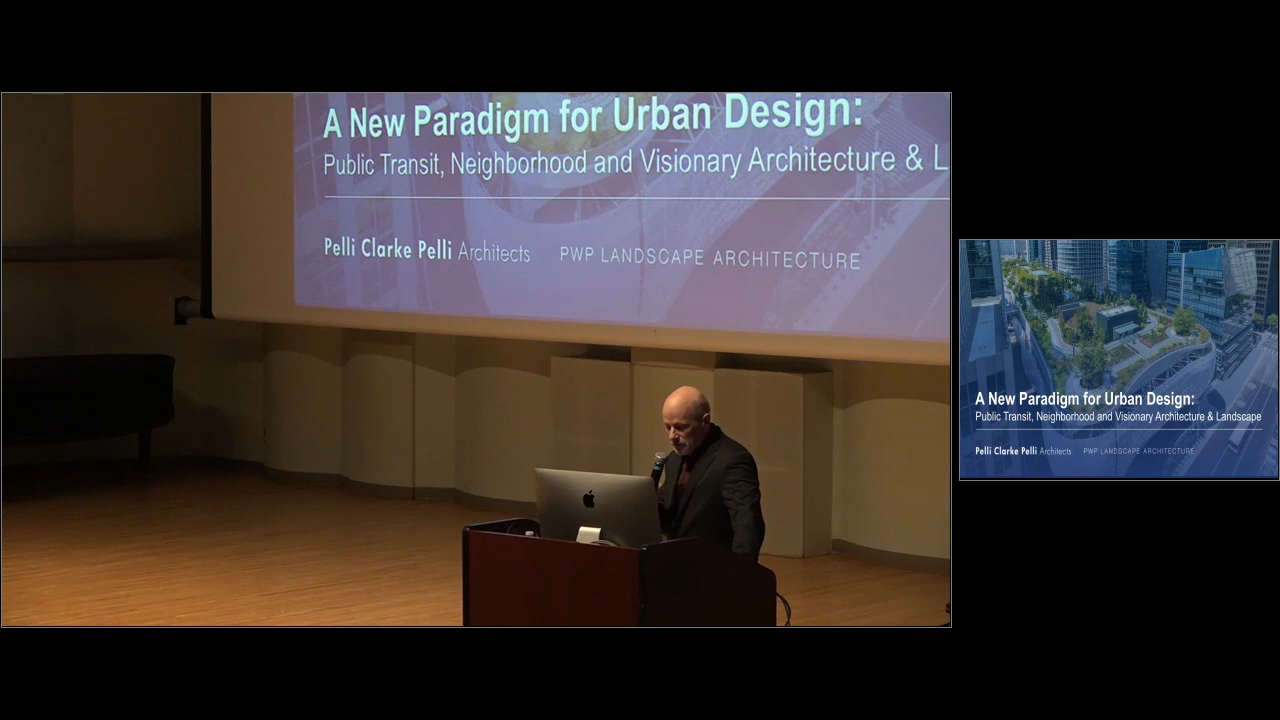 A New Paradigm for Urban Design:
Public Transit, Neighborhood and Visionary Architecture & L
Pelli Clarke Pelli Architects PWP LANDSCAPE ARCHITECTURE
A New Paradigm for Urban Design:
Public Transit, Neighborhood and Visionary Architecture & Landscape
Pelli Clarke Pelli Architects PWP LANDSCAPE ARCHITECTURE